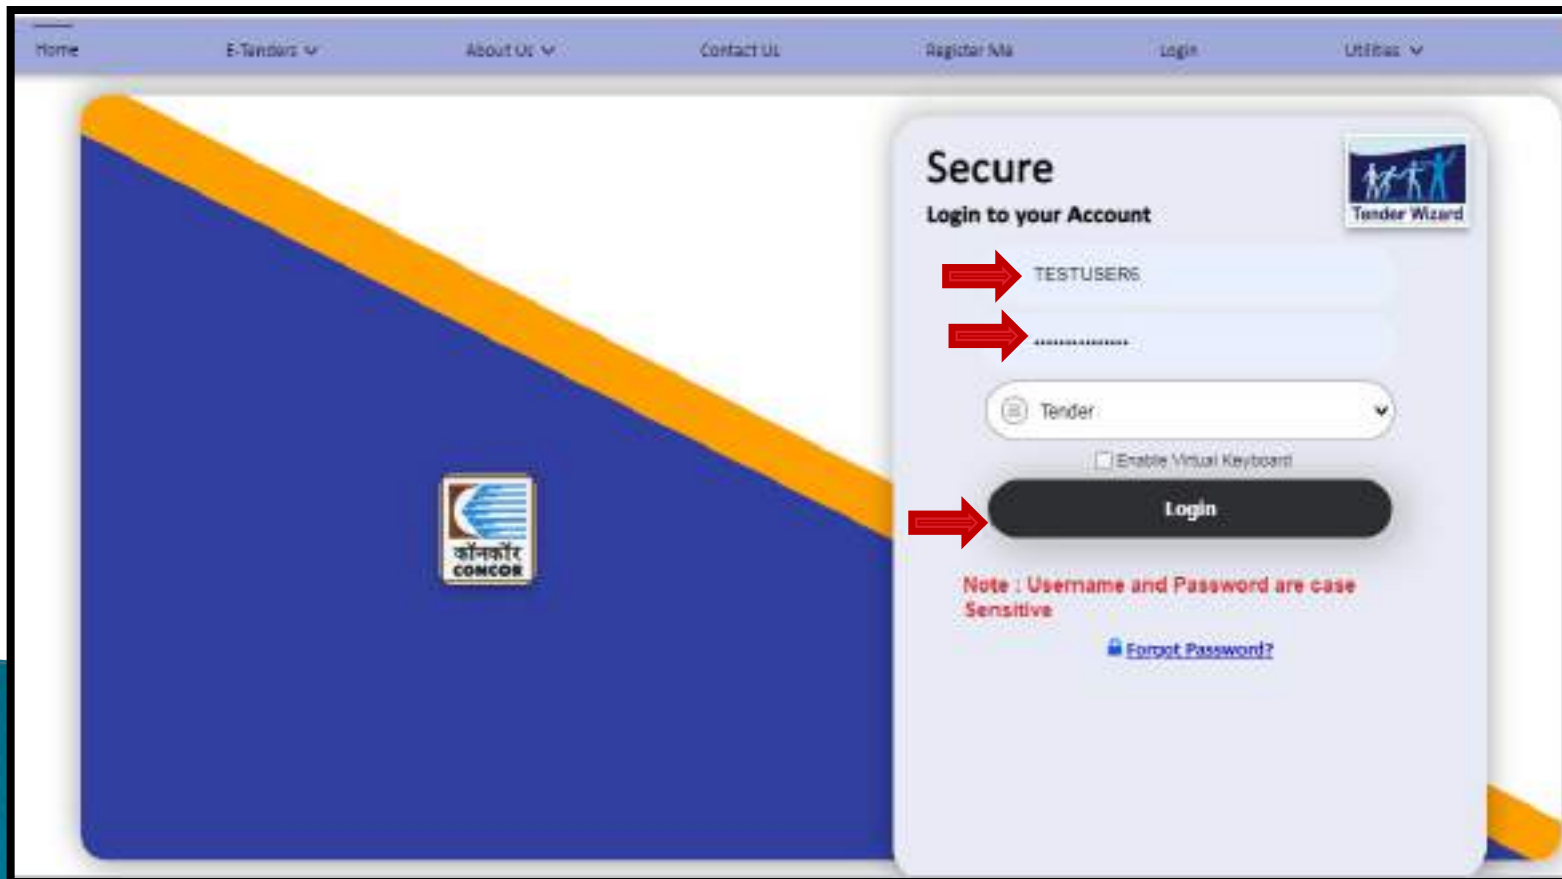 Home E-Tenders About Us Contact Us Register Me Login Utilities
Secure
Login to your Account
Tender Wizard
TESTUSER6
Tender
Enable Virtual Keyboard
Login
Note : Username and Password are case
Sensitive
Forgot Password?
कॉनकॉर
CONCOR